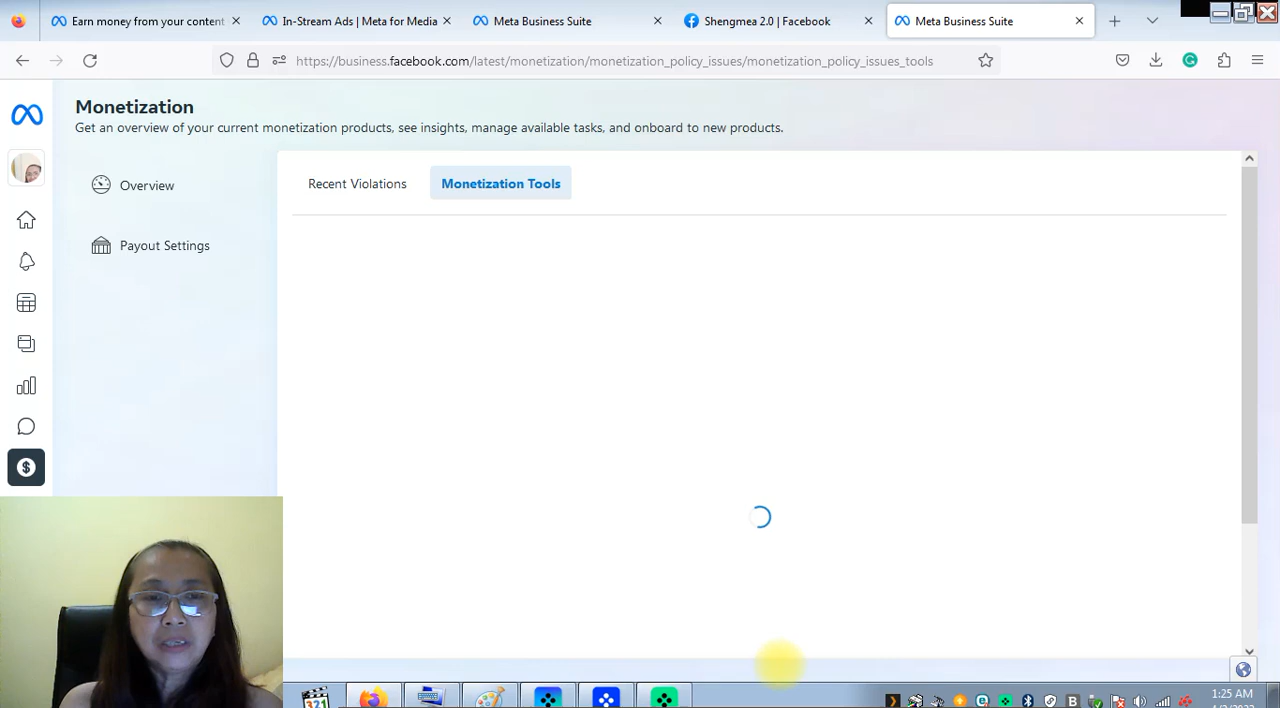 Earn money from your content
In-Stream Ads | Meta for Media
Meta Business Suite
Shengmea 2.0 | Facebook
Meta Business Suite
https://business.facebook.com/latest/monetization/monetization_policy_issues/monetization_policy_issues_tools
Monetization
Get an overview of your current monetization products, see insights, manage available tasks, and onboard to new products.
Overview
Payout Settings
Recent Violations
Monetization Tools
321
1:25 AM